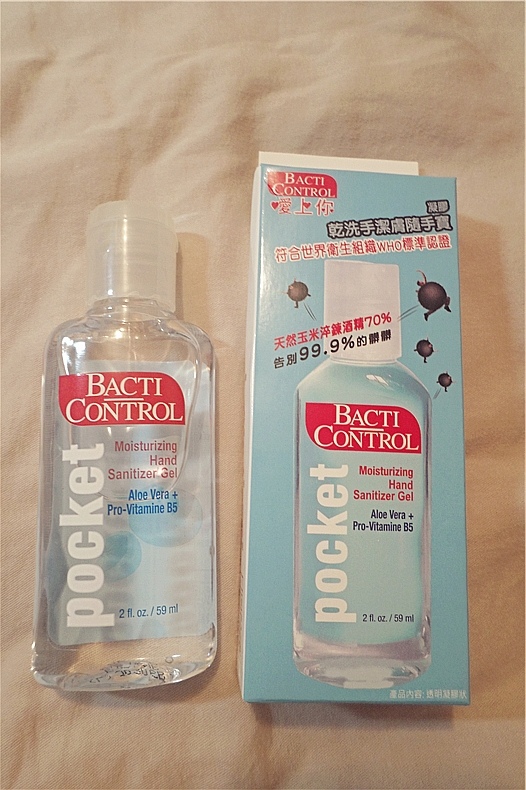 BACTI
CONTROL
pocket
Moisturizing
Hand
Sanitizer Gel
Aloe Vera +
Pro-Vitamine B5
2 fl. oz. / 59 ml
BACTI
CONTROL
愛上你
凝膠
乾洗手潔膚隨手寶
符合世界衛生組織WHO標準認證
天然玉米淬鍊酒精70%
告別99.9%的髒髒
BACTI
CONTROL
pocket
Moisturizing
Hand
Sanitizer Gel
Aloe Vera +
Pro-Vitamine B5
2 fl. oz. / 59 ml
產品內容: 透明凝膠狀